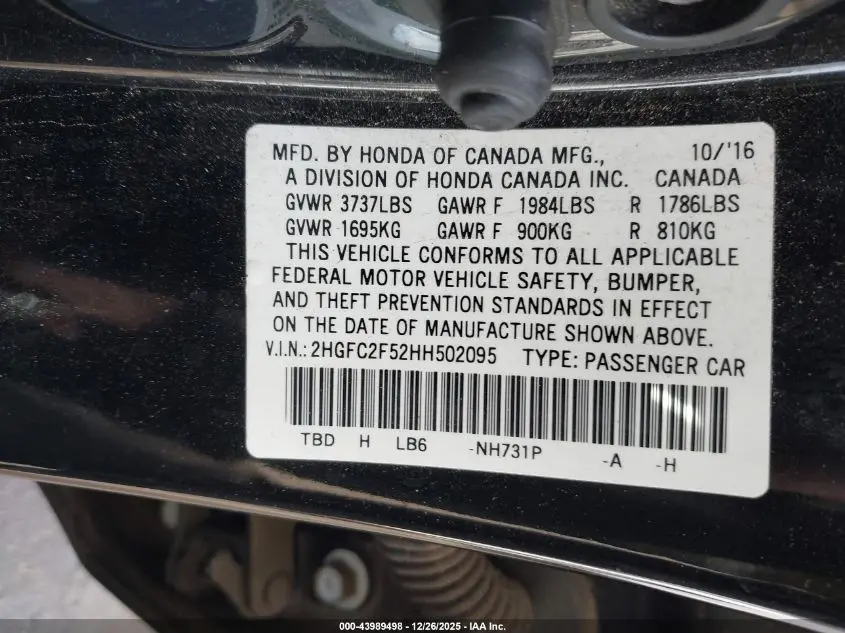 MFD. BY HONDA OF CANADA MFG., 10/'16
A DIVISION OF HONDA CANADA INC. CANADA
GVWR 3737LBS GAWR F 1984LBS R 1786LBS
GVWR 1695KG GAWR F 900KG R 810KG
THIS VEHICLE CONFORMS TO ALL APPLICABLE
FEDERAL MOTOR VEHICLE SAFETY, BUMPER,
AND THEFT PREVENTION STANDARDS IN EFFECT
ON THE DATE OF MANUFACTURE SHOWN ABOVE.
V.I.N.: 2HGFC2F52HH502095 TYPE: PASSENGER CAR
TBD H LB6 -NH731P -A -H
000-43989498 - 12/26/2025 - IAA Inc.